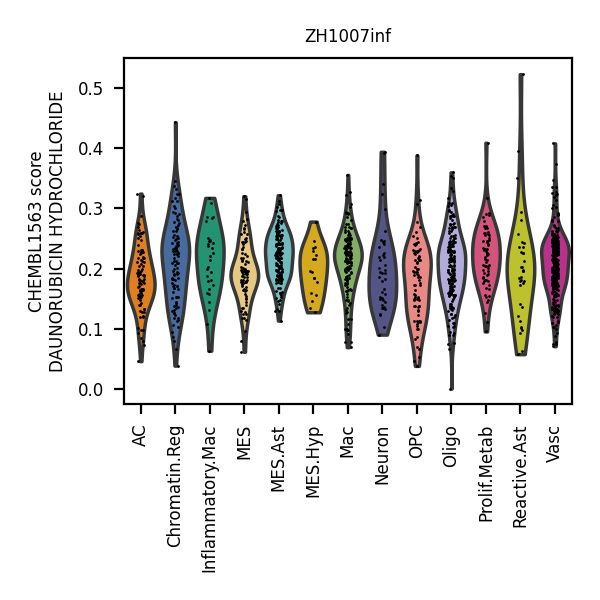 ZH1007inf
CHEMBL1563 score
DAUNORUBICIN HYDROCHLORIDE
0.5
0.4
0.3
0.2
0.1
0.0
AC
Chromatin.Reg
Inflammatory.Mac
MES
MES.Ast
MES.Hyp
Mac
Neuron
OPC
Oligo
Prolif.Metab
Reactive.Ast
Vasc